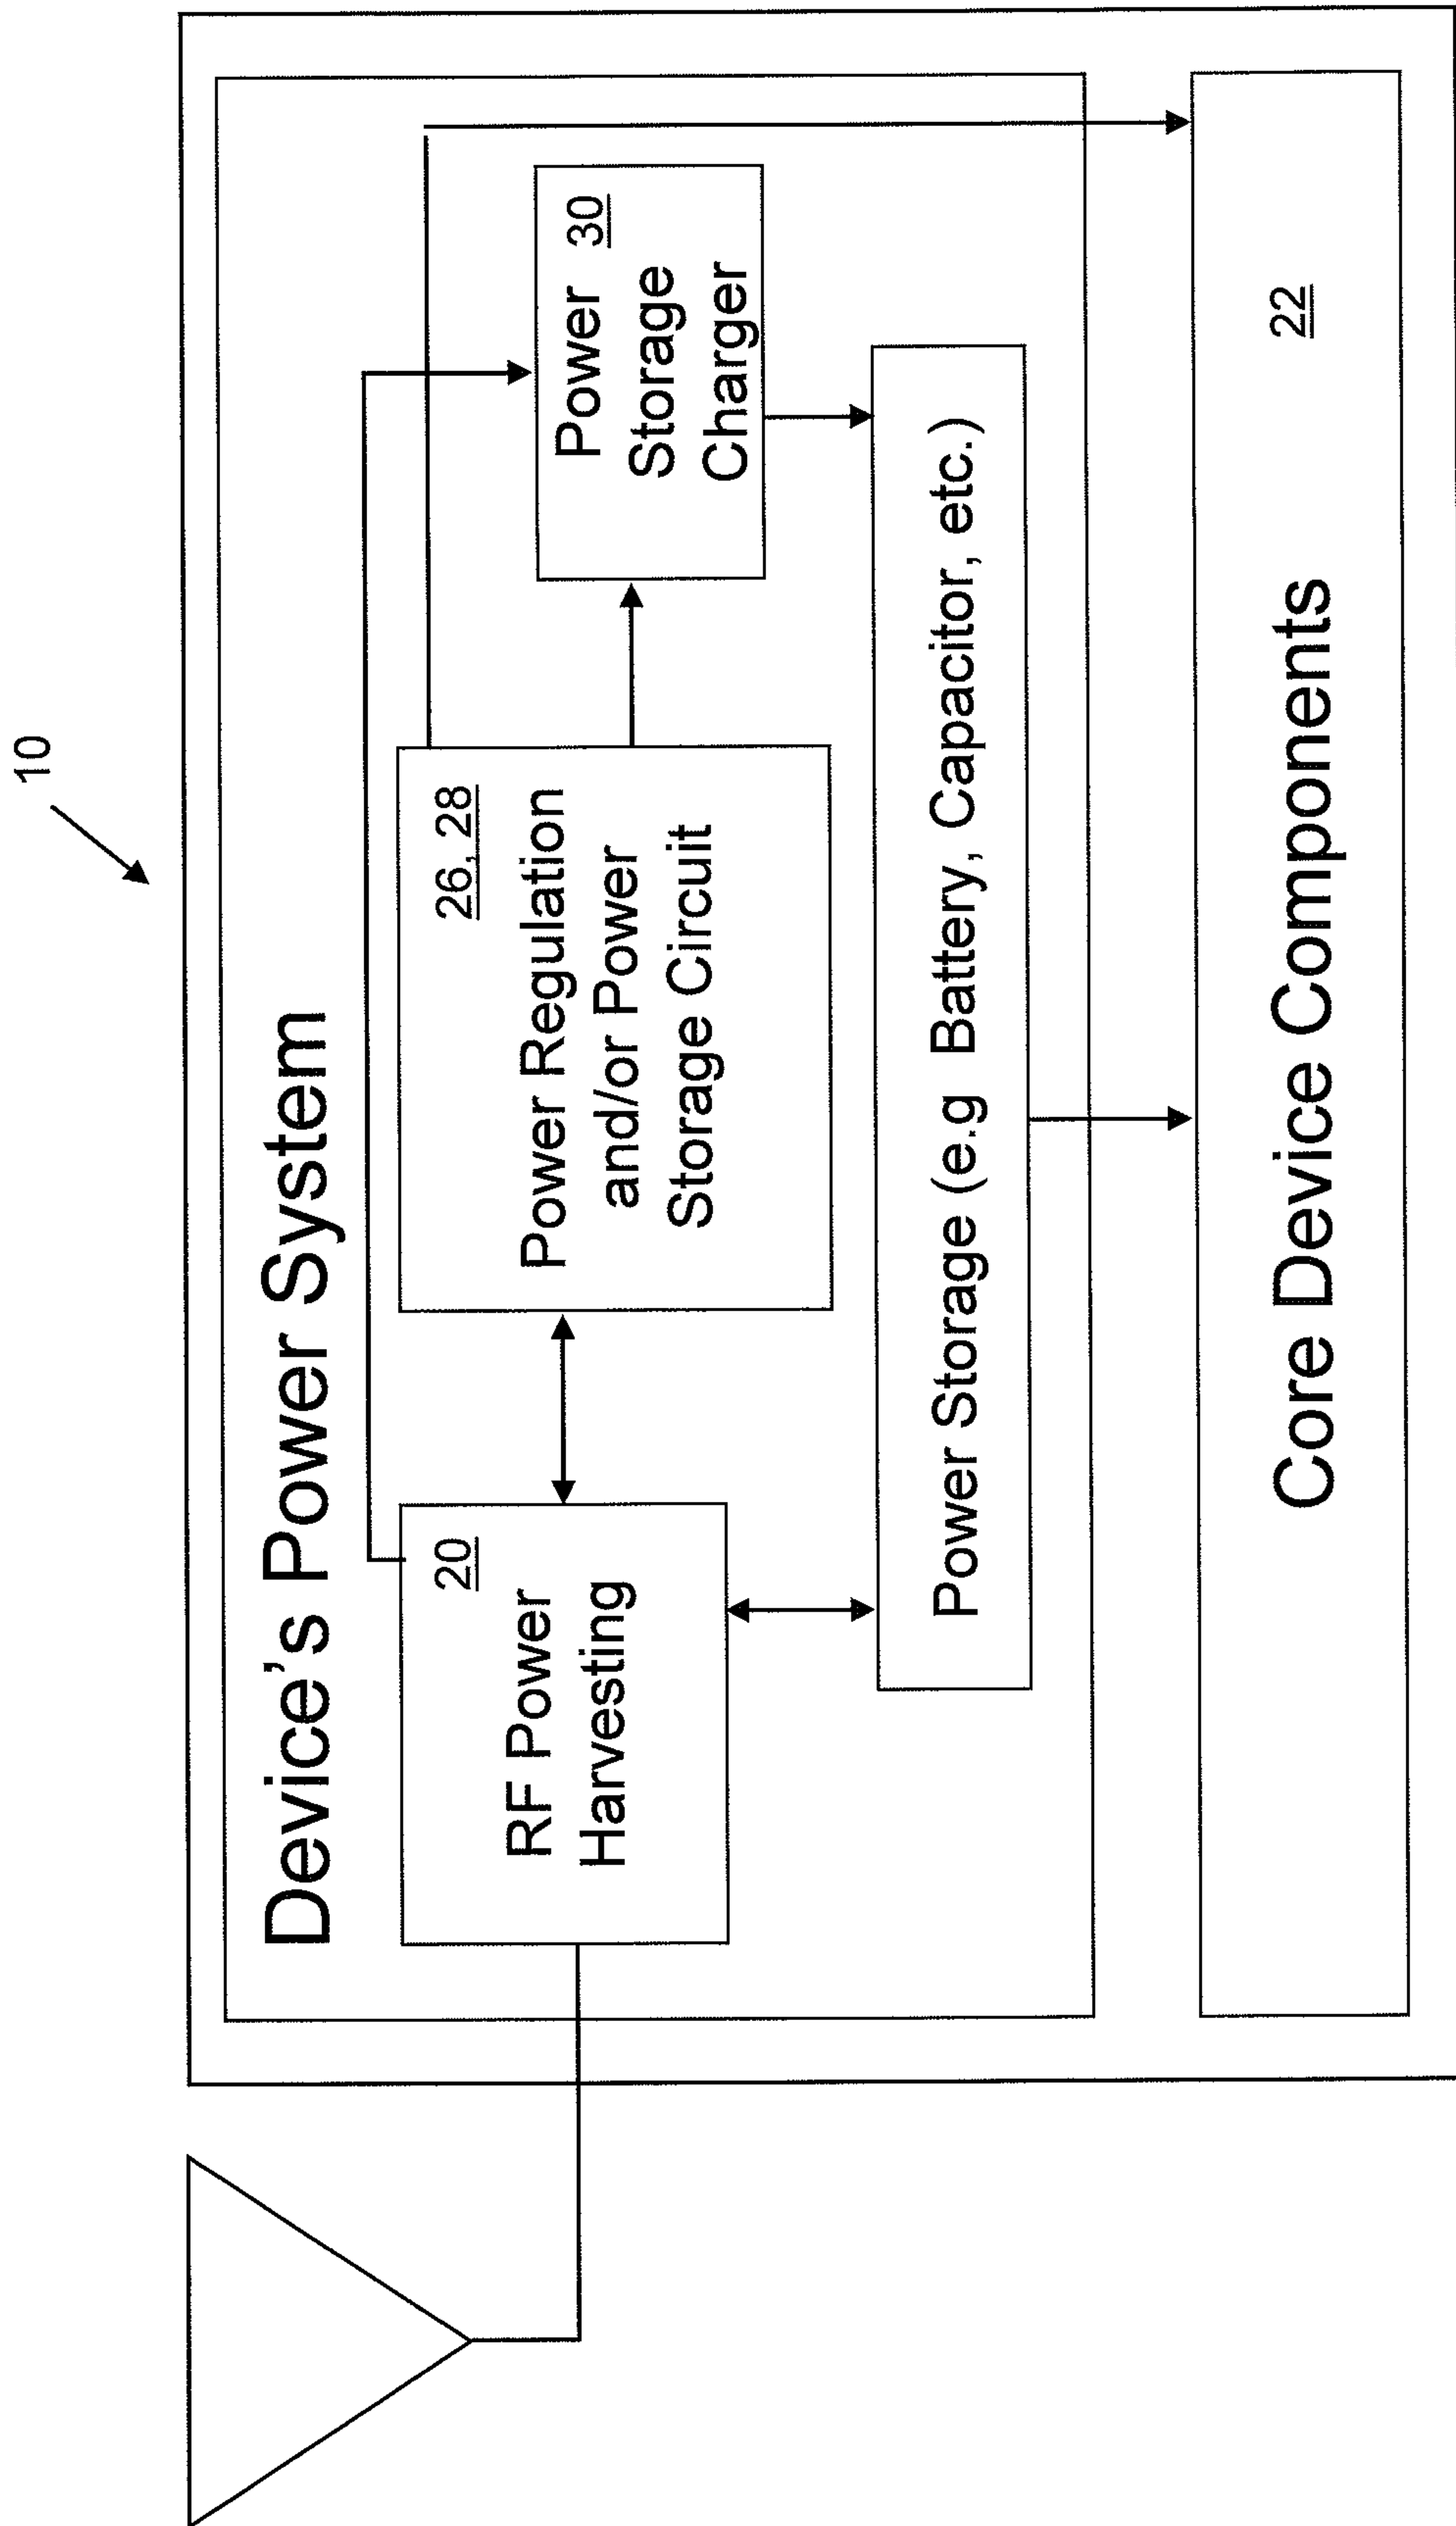 10
Device's Power System
20
RF Power
Harvesting
26, 28
Power Regulation
and/or Power
Storage Circuit
Power 30
Storage
Charger
Power Storage (e.g Battery, Capacitor, etc.)
22
Core Device Components